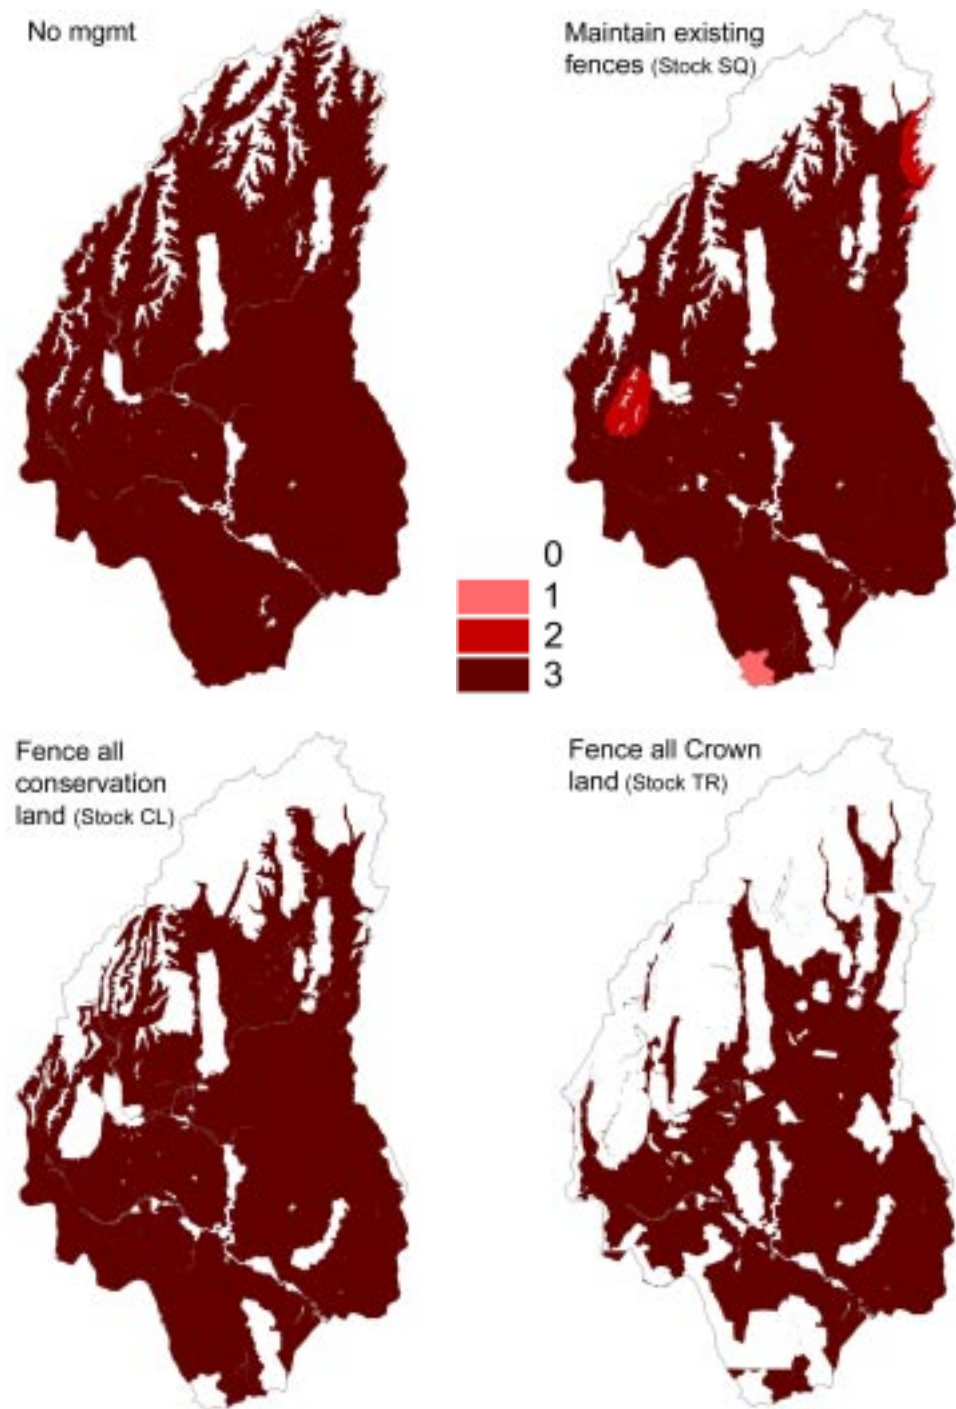 No mgmt
Maintain existing
fences (Stock SQ)
0
1
2
3
Fence all
conservation
land (Stock CL)
Fence all Crown
land (Stock TR)